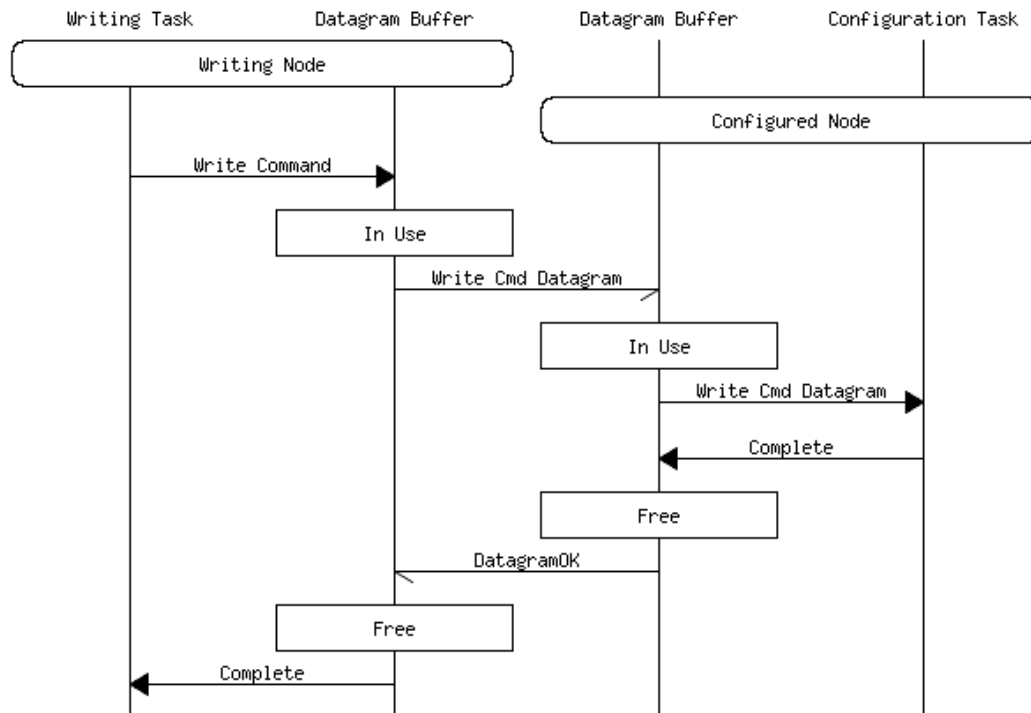 Writing Task
Datagram Buffer
Datagram Buffer
Configuration Task
Writing Node
Configured Node
Write Command
In Use
Write Cmd Datagram
In Use
Write Cmd Datagram
Complete
Free
DatagramOK
Free
Complete